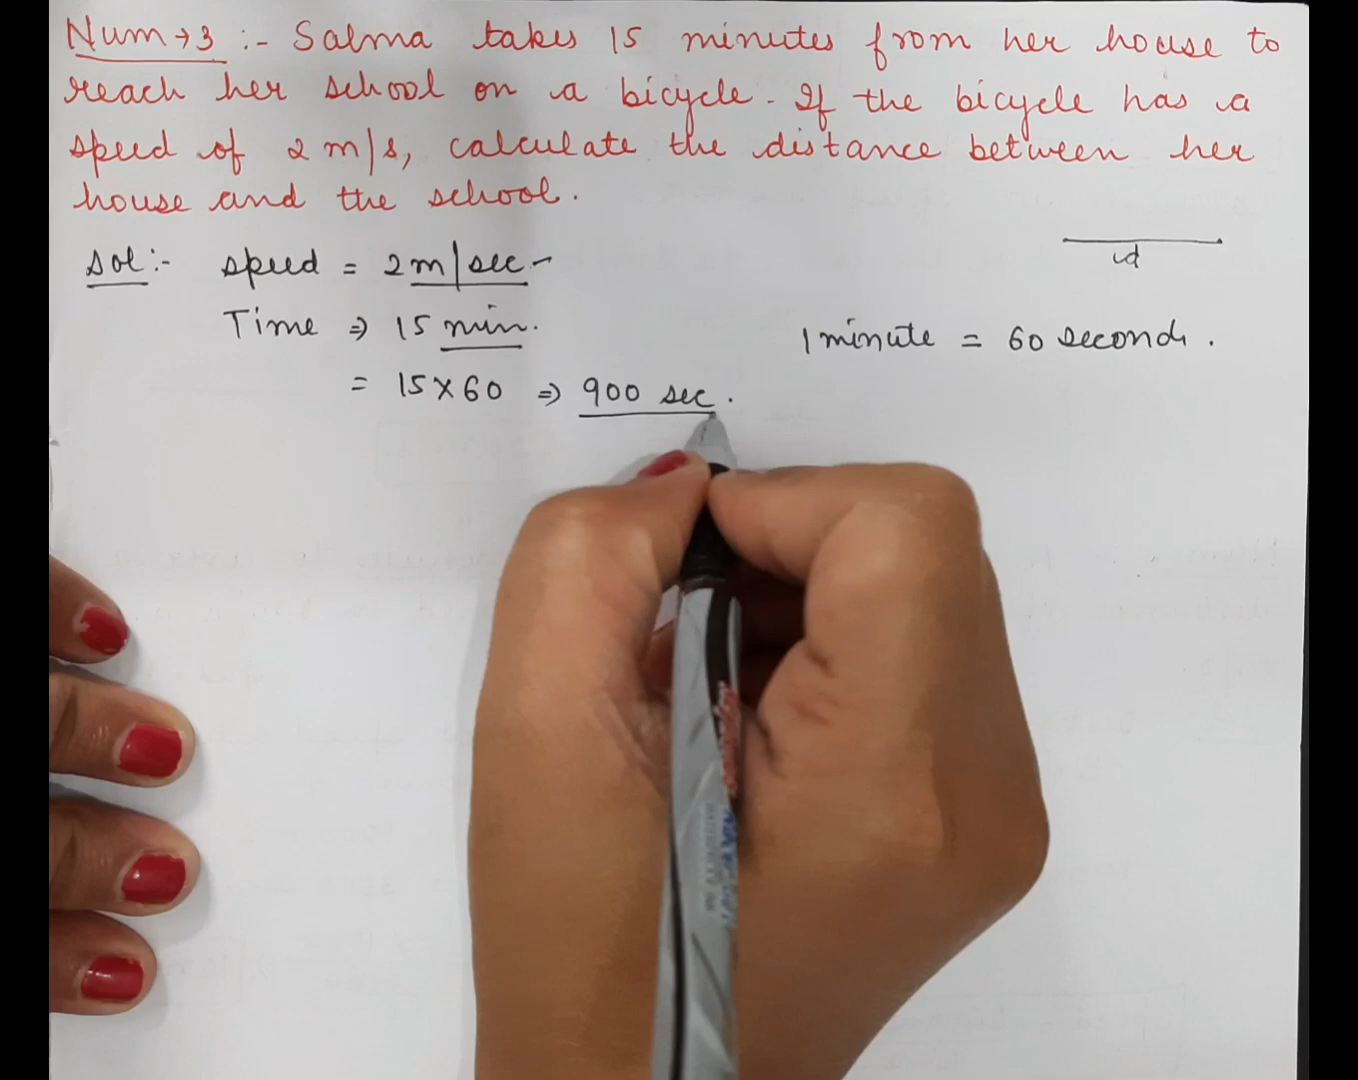 Num→3 :- Salma takes 15 minutes from her house to
reach her school on a bicycle. If the bicycle has a
speed of 2 m/s, calculate the distance between her
house and the school.
d
Sol:- speed = 2m/sec-
Time ⇒ 15 min.
1 minute = 60 seconds.
= 15×60 ⇒ 900 sec.